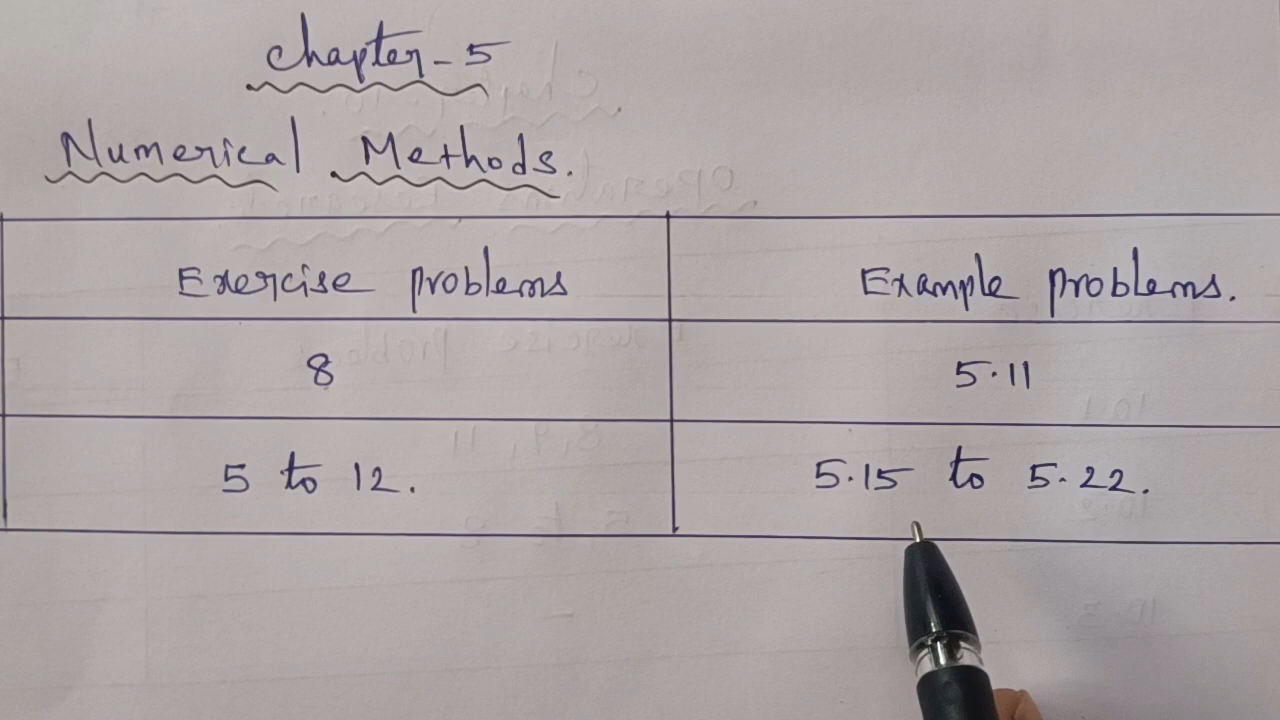 Chapter - 5
Numerical Methods.
Exercise problems Example problems.
8 5.11
5 to 12. 5.15 to 5.22.